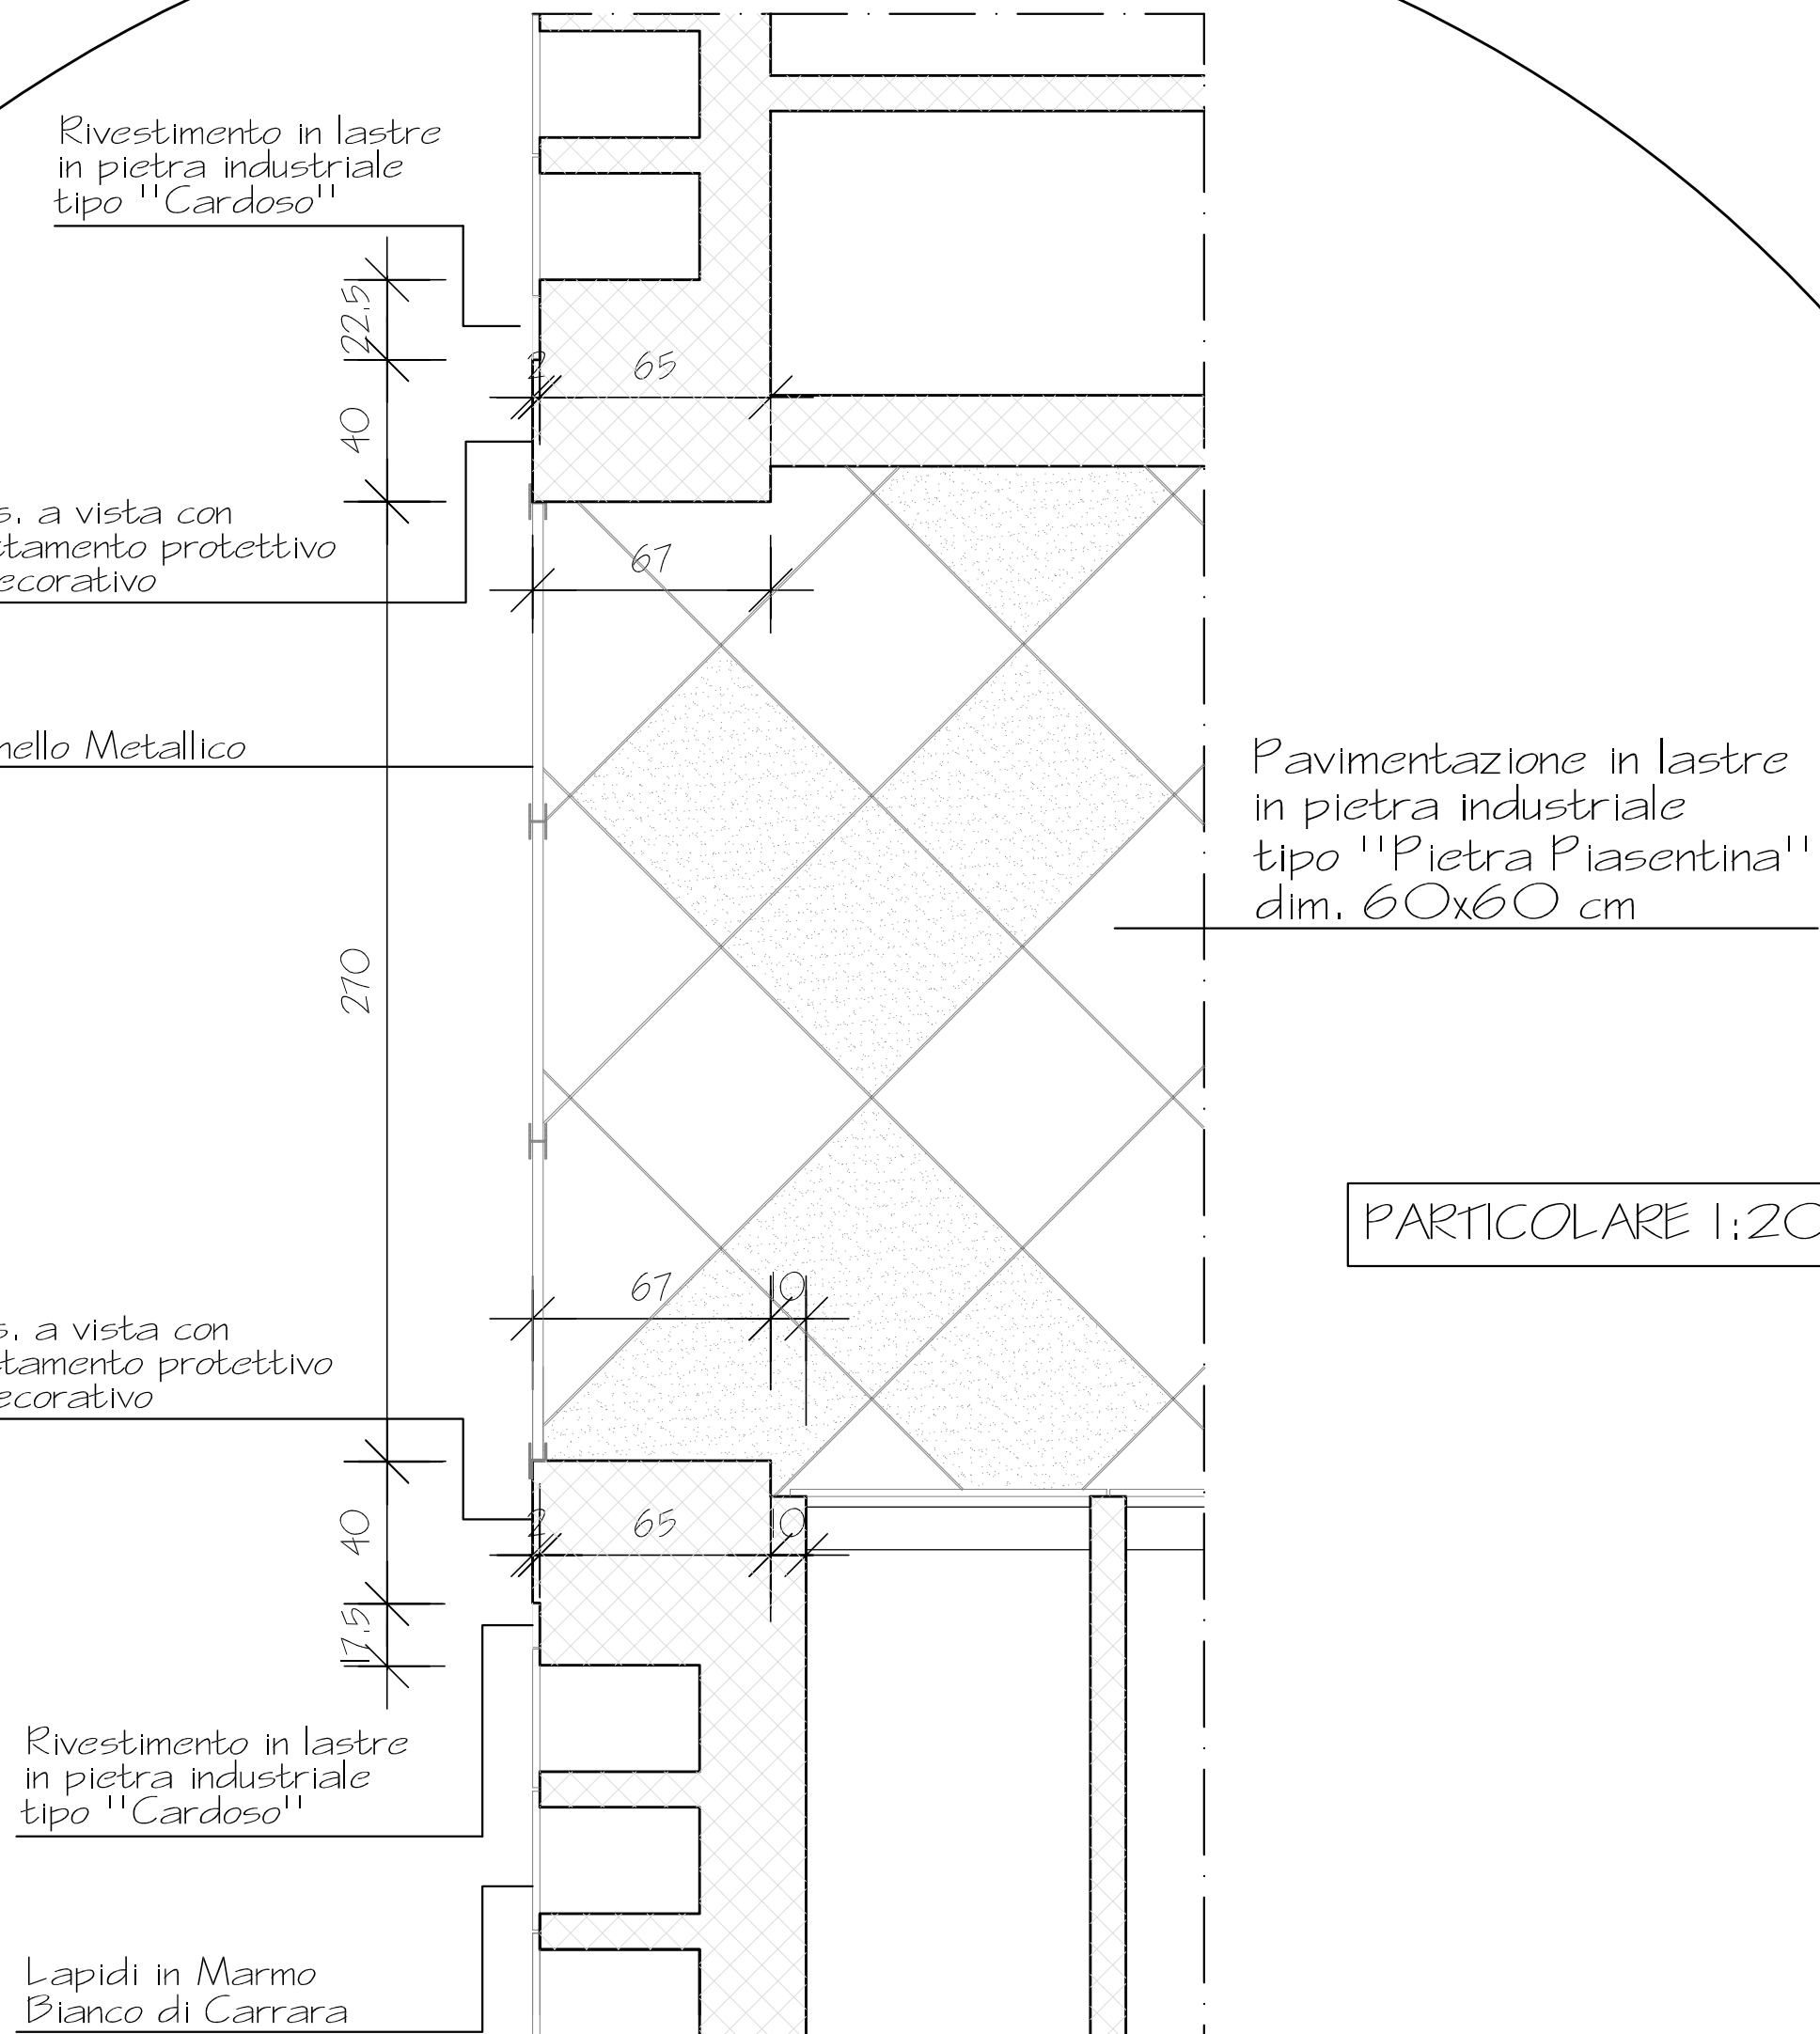 Rivestimento in lastre
in pietra industriale
tipo "Cardoso"
22.5
2
65
40
s. a vista con
ttamento protettivo
ecorativo
67
nello Metallico
Pavimentazione in lastre
in pietra industriale
tipo "Pietra Piasentina"
dim. 60x60 cm
270
PARTICOLARE 1:20
67
10
s. a vista con
ttamento protettivo
ecorativo
2
65
10
40
17.5
Rivestimento in lastre
in pietra industriale
tipo "Cardoso"
Lapidi in Marmo
Bianco di Carrara